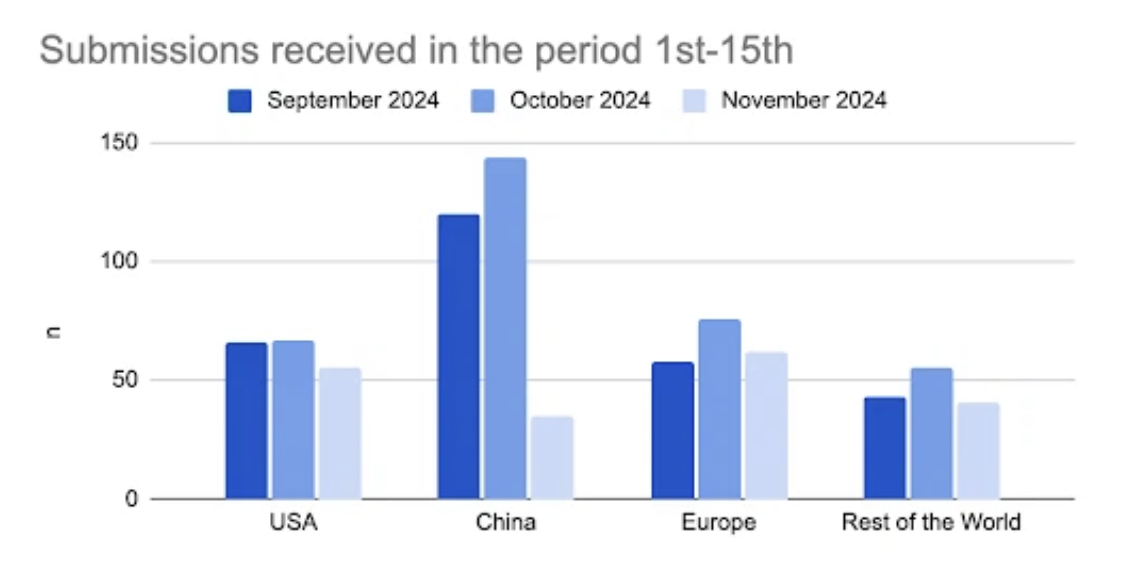 Submissions received in the period 1st-15th
September 2024 October 2024 November 2024
150
100
n
50
0
USA China Europe Rest of the World